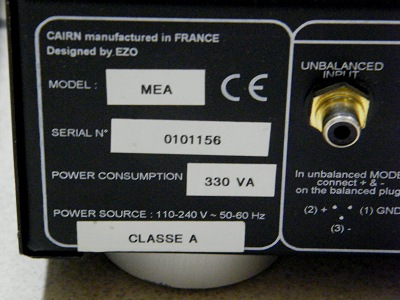 CAIRN manufactured in FRANCE
Designed by EZO
MODEL : MEA CE
SERIAL N° 0101156
POWER CONSUMPTION 330 VA
POWER SOURCE : 110-240 V ~ 50-60 Hz
CLASSE A
UNBALANCED
INPUT
In unbalanced MODE
connect + & -
on the balanced plug
(2) + (1) GND
(3) -